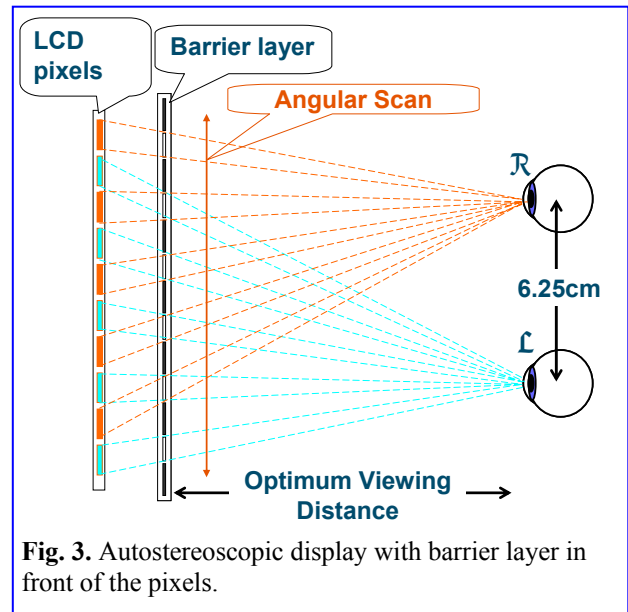 LCD
pixels
Barrier layer
Angular Scan
ℛ
6.25cm
ℒ
Optimum Viewing
Distance
Fig. 3. Autostereoscopic display with barrier layer in
front of the pixels.